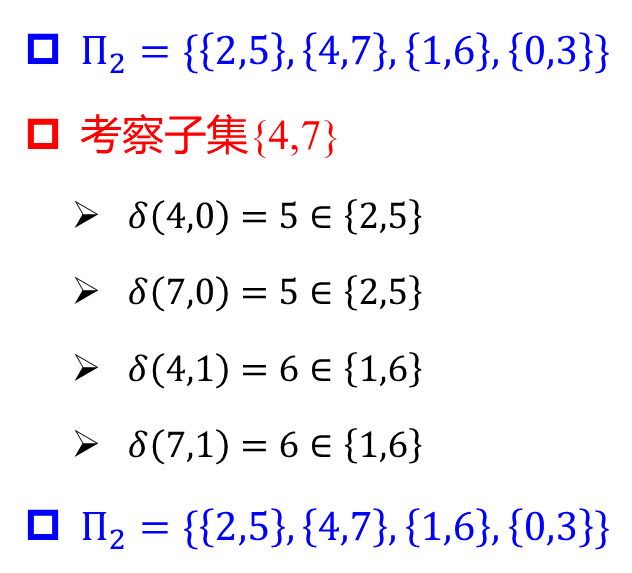 Π₂ = {{2,5},{4,7},{1,6},{0,3}}
考察子集{4,7}
δ(4,0) = 5 ∈ {2,5}
δ(7,0) = 5 ∈ {2,5}
δ(4,1) = 6 ∈ {1,6}
δ(7,1) = 6 ∈ {1,6}
Π₂ = {{2,5},{4,7},{1,6},{0,3}}